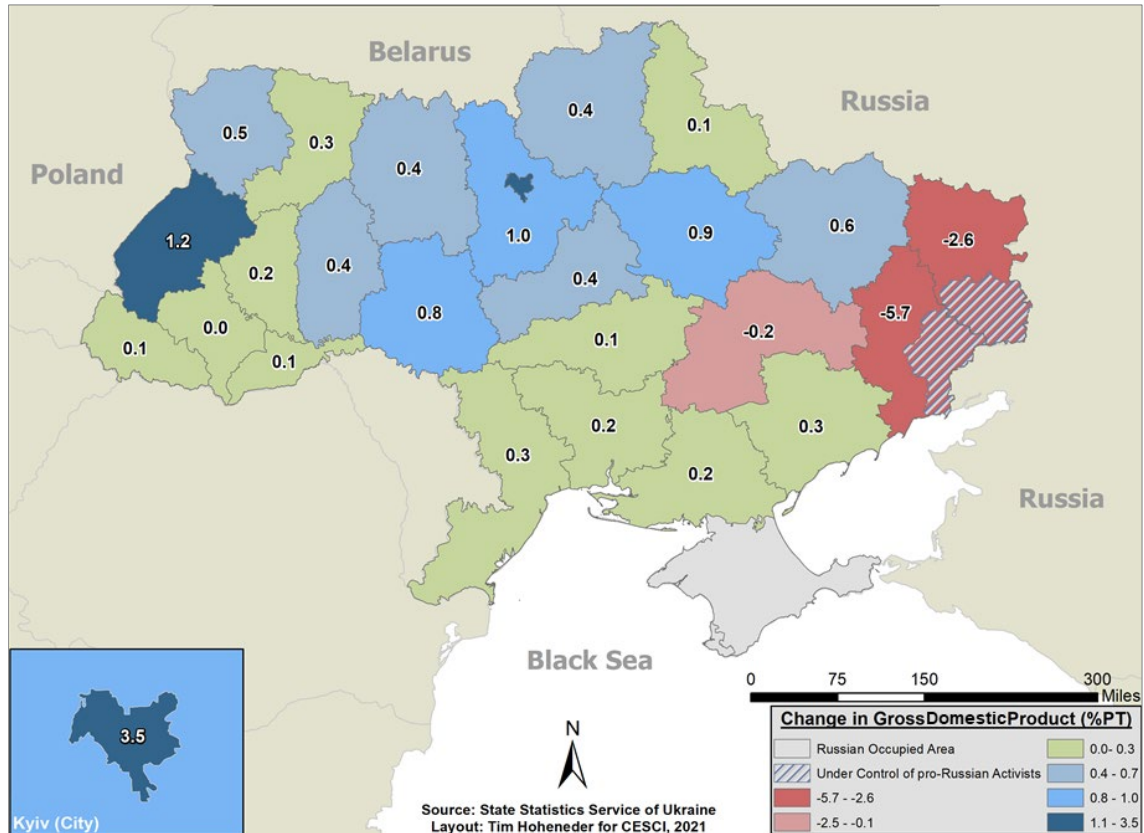 Belarus
Russia
Poland
0.5
0.3
0.4
0.4
0.1
1.2
0.2
0.4
1.0
0.9
0.6
-2.6
0.4
0.8
0.0
0.1
0.1
0.1
-0.2
-5.7
0.3
0.2
0.2
0.3
Russia
Black Sea
3.5
Kyiv (City)
N
Source: State Statistics Service of Ukraine
Layout: Tim Hoheneder for CESCI, 2021
0 75 150 300
Miles
Change in Gross Domestic Product (%PT)
Russian Occupied Area
Under Control of pro-Russian Activists
-5.7 - -2.6
-2.5 - -0.1
0.0- 0.3
0.4 - 0.7
0.8 - 1.0
1.1 - 3.5